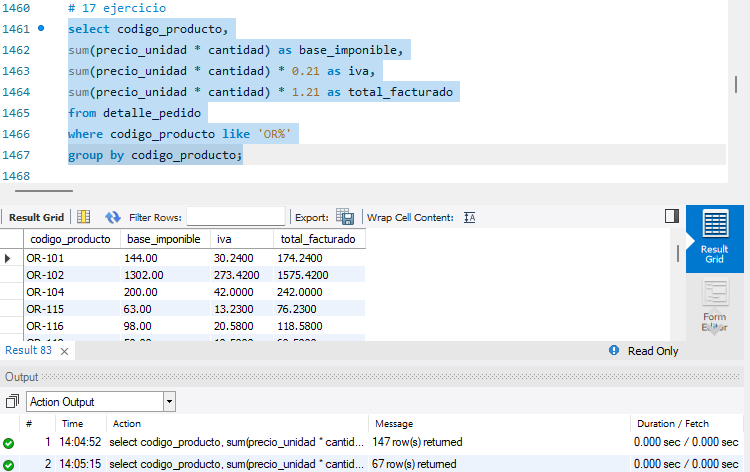 1460 # 17 ejercicio
1461 select codigo_producto,
1462 sum(precio_unidad * cantidad) as base_imponible,
1463 sum(precio_unidad * cantidad) * 0.21 as iva,
1464 sum(precio_unidad * cantidad) * 1.21 as total_facturado
1465 from detalle_pedido
1466 where codigo_producto like 'OR%'
1467 group by codigo_producto;
1468
Result Grid Filter Rows: Export: Wrap Cell Content:
codigo_producto base_imponible iva total_facturado
OR-101 144.00 30.2400 174.2400
OR-102 1302.00 273.4200 1575.4200
OR-104 200.00 42.0000 242.0000
OR-115 63.00 13.2300 76.2300
OR-116 98.00 20.5800 118.5800
Result Grid
Form Editor
Result 83 Read Only
Output
Action Output
# Time Action Message Duration / Fetch
1 14:04:52 select codigo_producto, sum(precio_unidad * cantid... 147 row(s) returned 0.000 sec / 0.000 sec
2 14:05:15 select codigo_producto, sum(precio_unidad * cantid... 67 row(s) returned 0.000 sec / 0.000 sec